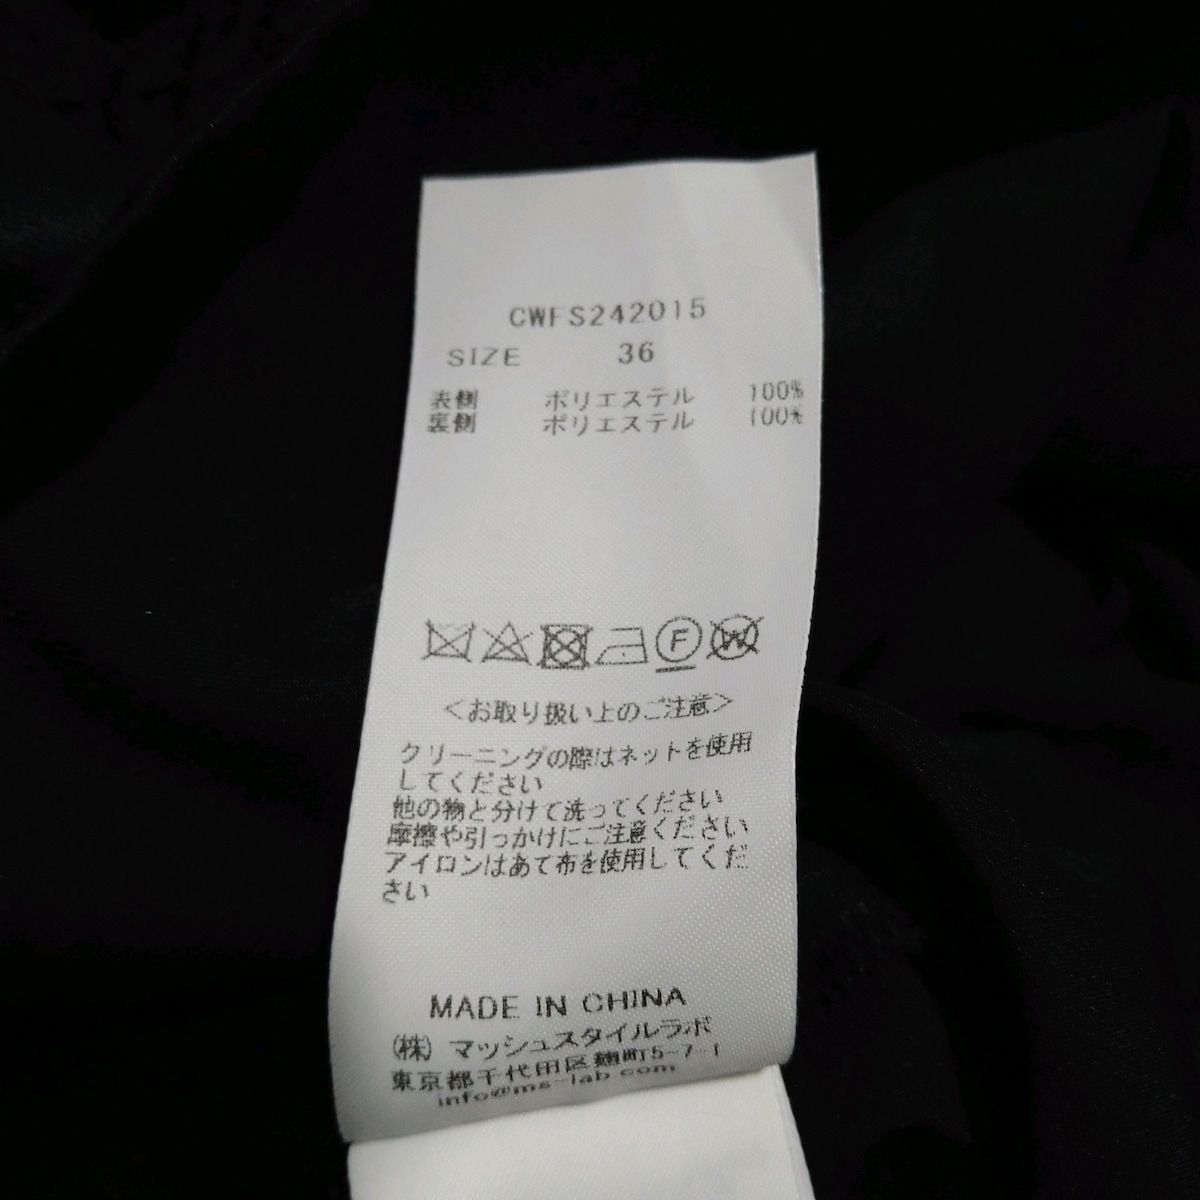 CWFS242015
SIZE 36
表側 ポリエステル 100%
裏側 ポリエステル 100%
F W
<お取り扱い上のご注意>
クリーニングの際はネットを使用
してください
他の物と分けて洗ってください
摩擦や引っかけにご注意ください
アイロンはあて布を使用してくだ
さい
MADE IN CHINA
(株) マッシュスタイルラボ
東京都千代田区麹町5-7-1
info@ms-lab.com